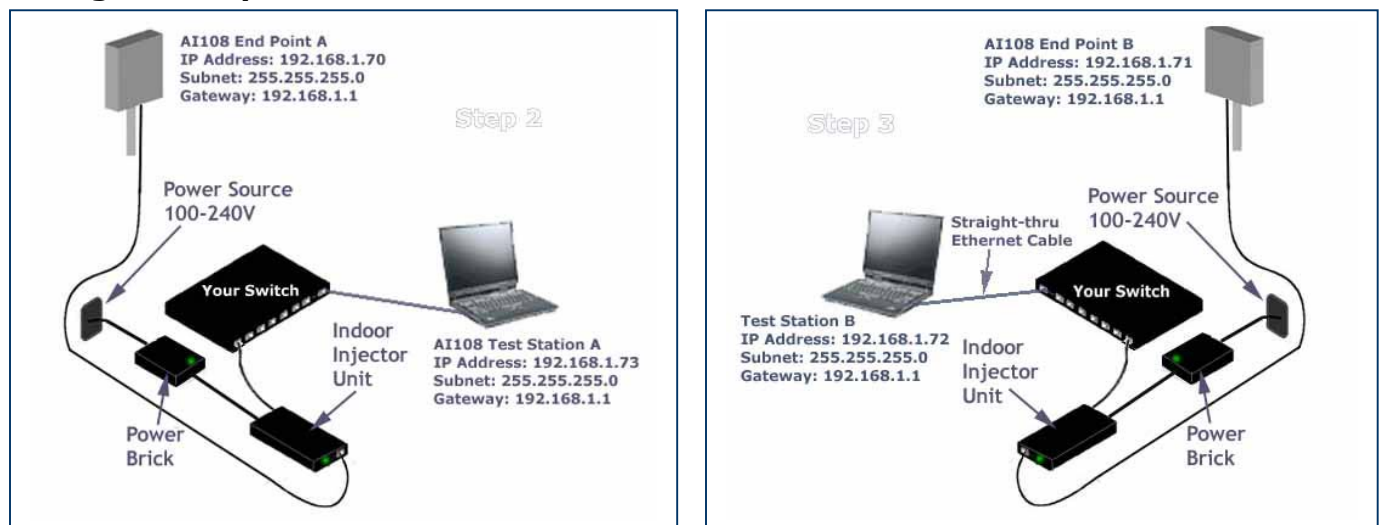 AI108 End Point A
IP Address: 192.168.1.70
Subnet: 255.255.255.0
Gateway: 192.168.1.1
Step 2
Power Source
100-240V
Your Switch
Indoor
Injector
Unit
AI108 Test Station A
IP Address: 192.168.1.73
Subnet: 255.255.255.0
Gateway: 192.168.1.1
Power
Brick
AI108 End Point B
IP Address: 192.168.1.71
Subnet: 255.255.255.0
Gateway: 192.168.1.1
Step 3
Power Source
100-240V
Straight-thru
Ethernet Cable
Your Switch
Test Station B
IP Address: 192.168.1.72
Subnet: 255.255.255.0
Gateway: 192.168.1.1
Indoor
Injector
Unit
Power
Brick